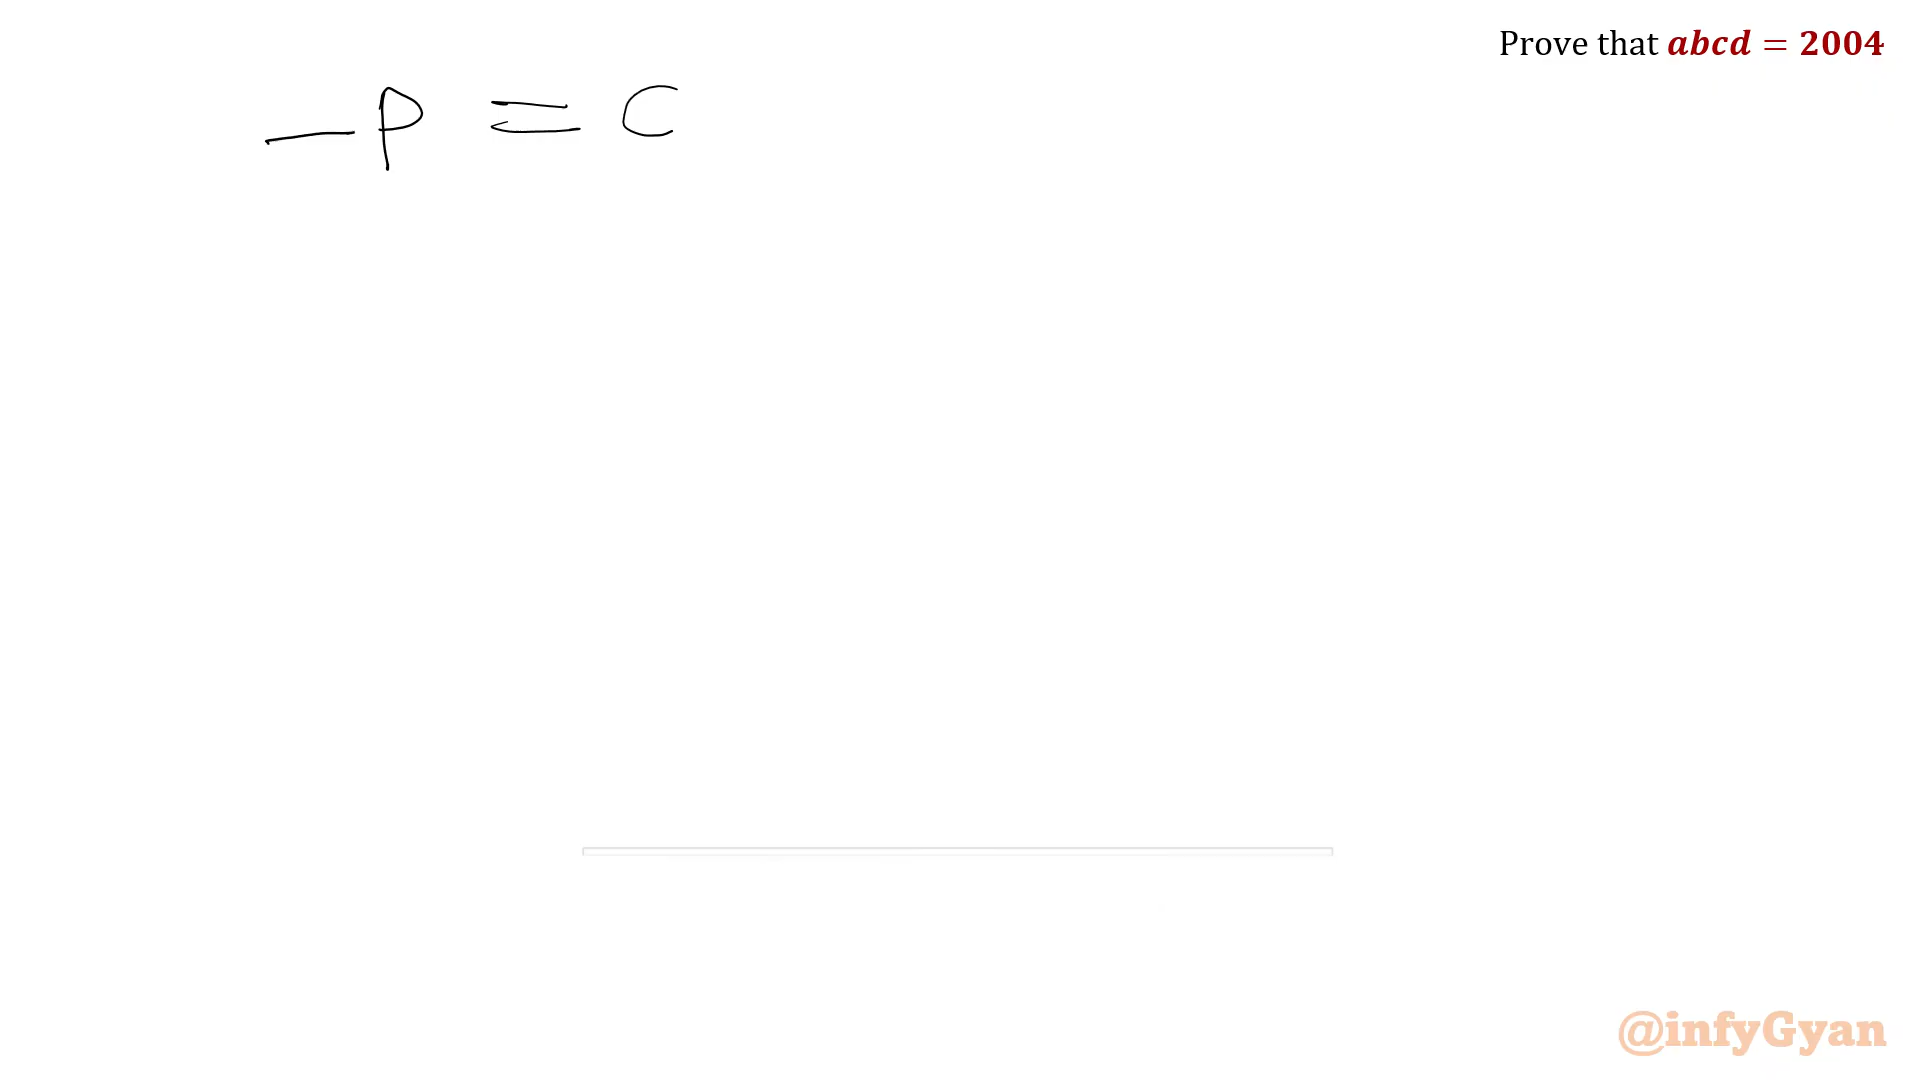 Prove that abcd = 2004
—P = C
@infyGyan